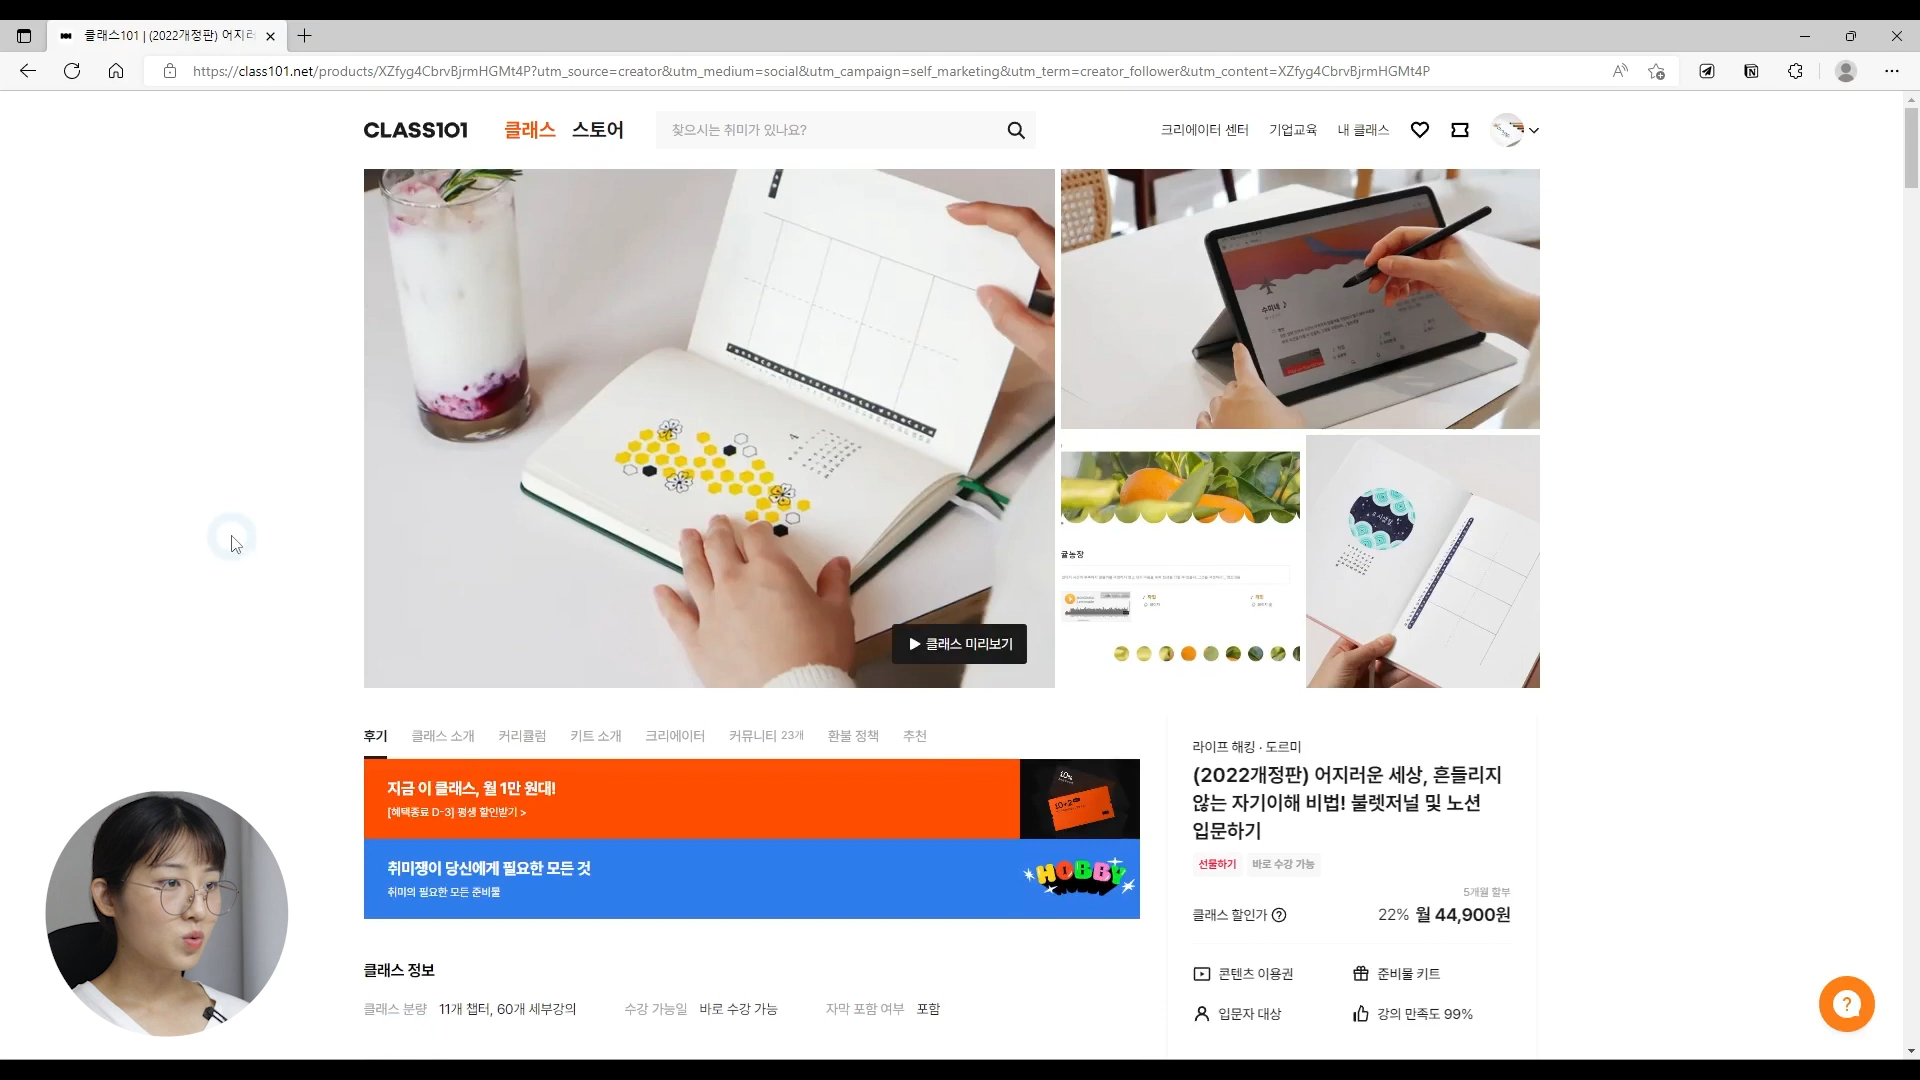 클래스101 | (2022개정판) 어지러
https://class101.net/products/XZfyg4CbrvBjrmHGMt4P?utm_source=creator&utm_medium=social&utm_campaign=self_marketing&utm_term=creator_follower&utm_content=XZfyg4CbrvBjrmHGMt4P
CLASS101 클래스 스토어 찾으시는 취미가 있나요? 크리에이터 센터 기업교육 내 클래스
수미네 ♪
귤농장
▶ 클래스 미리보기
후기 클래스 소개 커리큘럼 키트 소개 크리에이터 커뮤니티 23개 환불 정책 추천
지금 이 클래스, 월 1만 원대!
[혜택종료 D-3] 평생 할인받기 >
취미쟁이 당신에게 필요한 모든 것
취미의 필요한 모든 준비물
HOBBY
클래스 정보
클래스 분량 11개 챕터, 60개 세부강의 수강 가능일 바로 수강 가능 자막 포함 여부 포함
라이프 해킹 · 도르미
(2022개정판) 어지러운 세상, 흔들리지
않는 자기이해 비법! 불렛저널 및 노션
입문하기
선물하기 바로 수강 가능
5개월 할부
클래스 할인가 22% 월 44,900원
콘텐츠 이용권 준비물 키트
입문자 대상 강의 만족도 99%